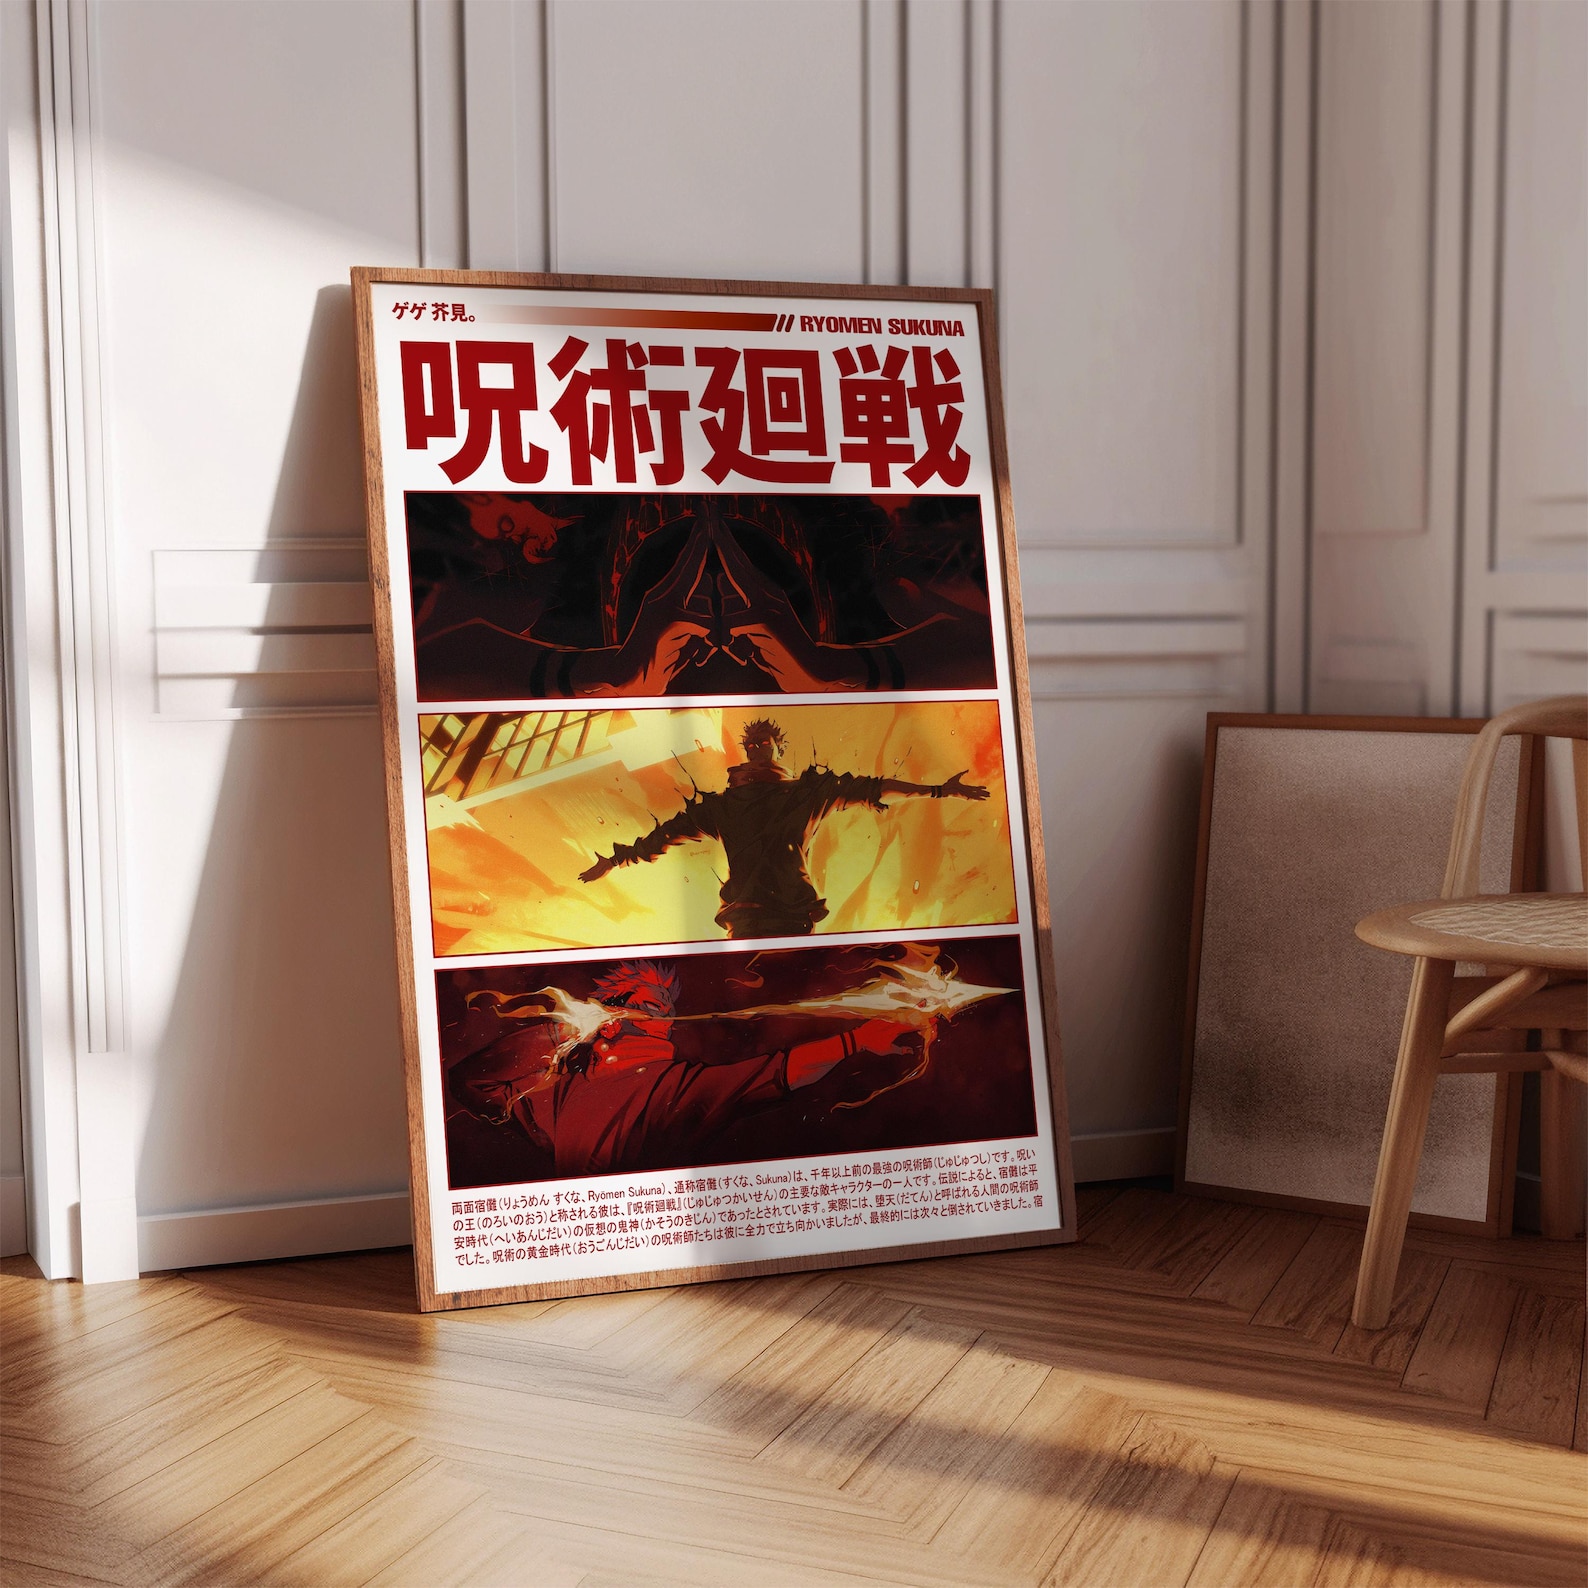 ゲゲ 芥見。
// RYOMEN SUKUNA
呪術廻戦
両面宿儺(りょうめん すくな、Ryōmen Sukuna)、通称宿儺(すくな、Sukuna)は、千年以上前の最強の呪術師(じゅじゅつし)です。呪い
の王(のろいのおう)と称される彼は、『呪術廻戦』(じゅじゅつかいせん)の主要な敵キャラクターの一人です。伝説によると、宿儺は平
安時代(へいあんじだい)の仮想の鬼神(かそうのきじん)であったとされています。実際には、堕天(だてん)と呼ばれる人間の呪術師
でした。呪術の黄金時代(おうごんじだい)の呪術師たちは彼に全力で立ち向かいましたが、最終的には次々と倒されていきました。宿